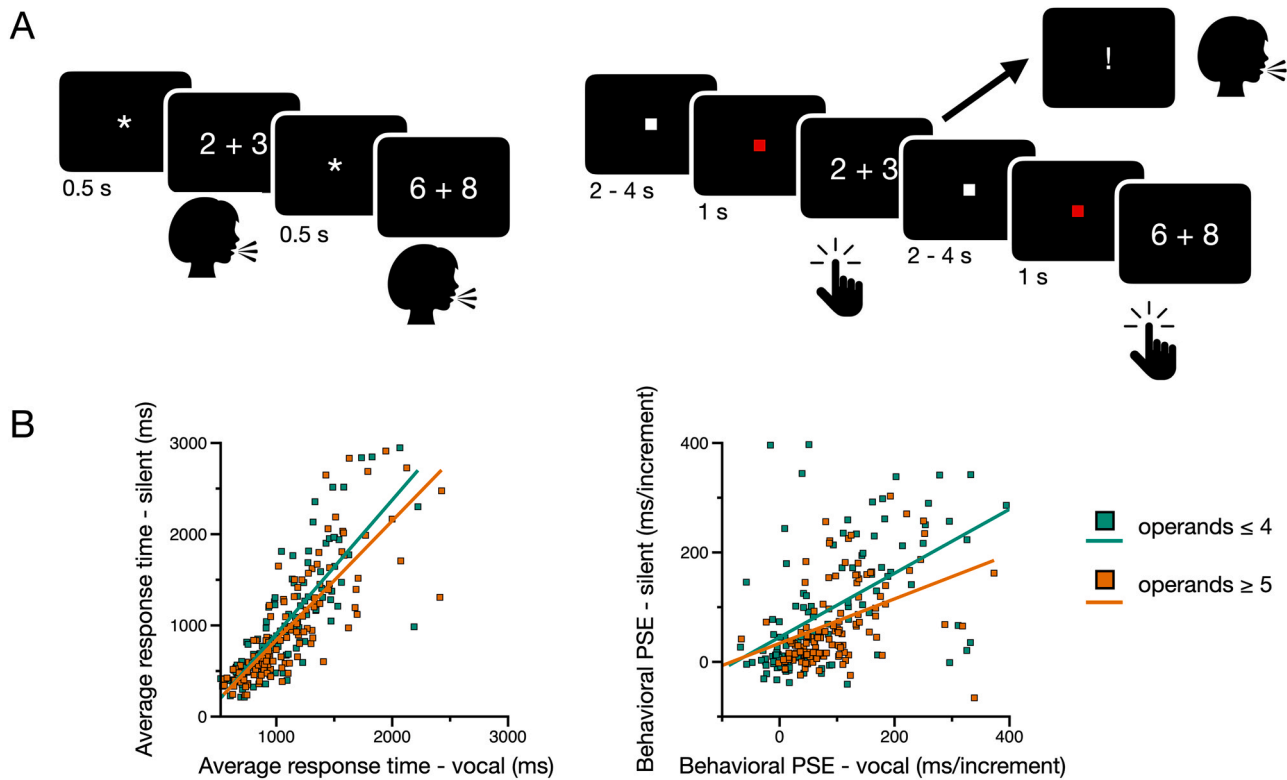 A
*
2 + 3
*
6 + 8
0.5 s
0.5 s
!
2 + 3
6 + 8
2 - 4 s
1 s
2 - 4 s
1 s
B
Average response time - silent (ms)
3000
2000
1000
0
1000
2000
3000
Average response time - vocal (ms)
Behavioral PSE - silent (ms/increment)
400
200
0
0
200
400
Behavioral PSE - vocal (ms/increment)
operands ≤ 4
operands ≥ 5